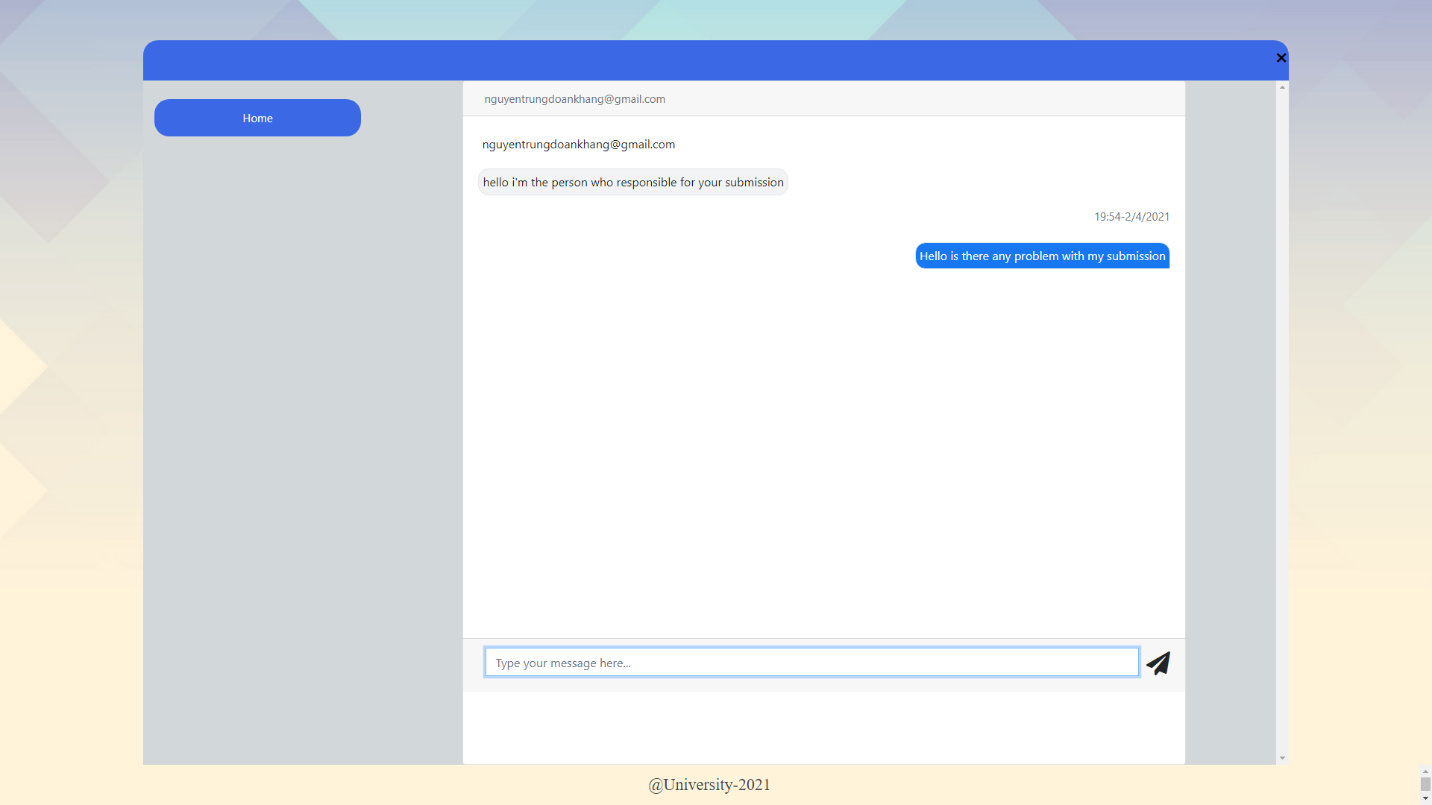 Home
nguyentrungdoankhang@gmail.com
nguyentrungdoankhang@gmail.com
hello i'm the person who responsible for your submission
19:54-2/4/2021
Hello is there any problem with my submission
Type your message here...
@University-2021